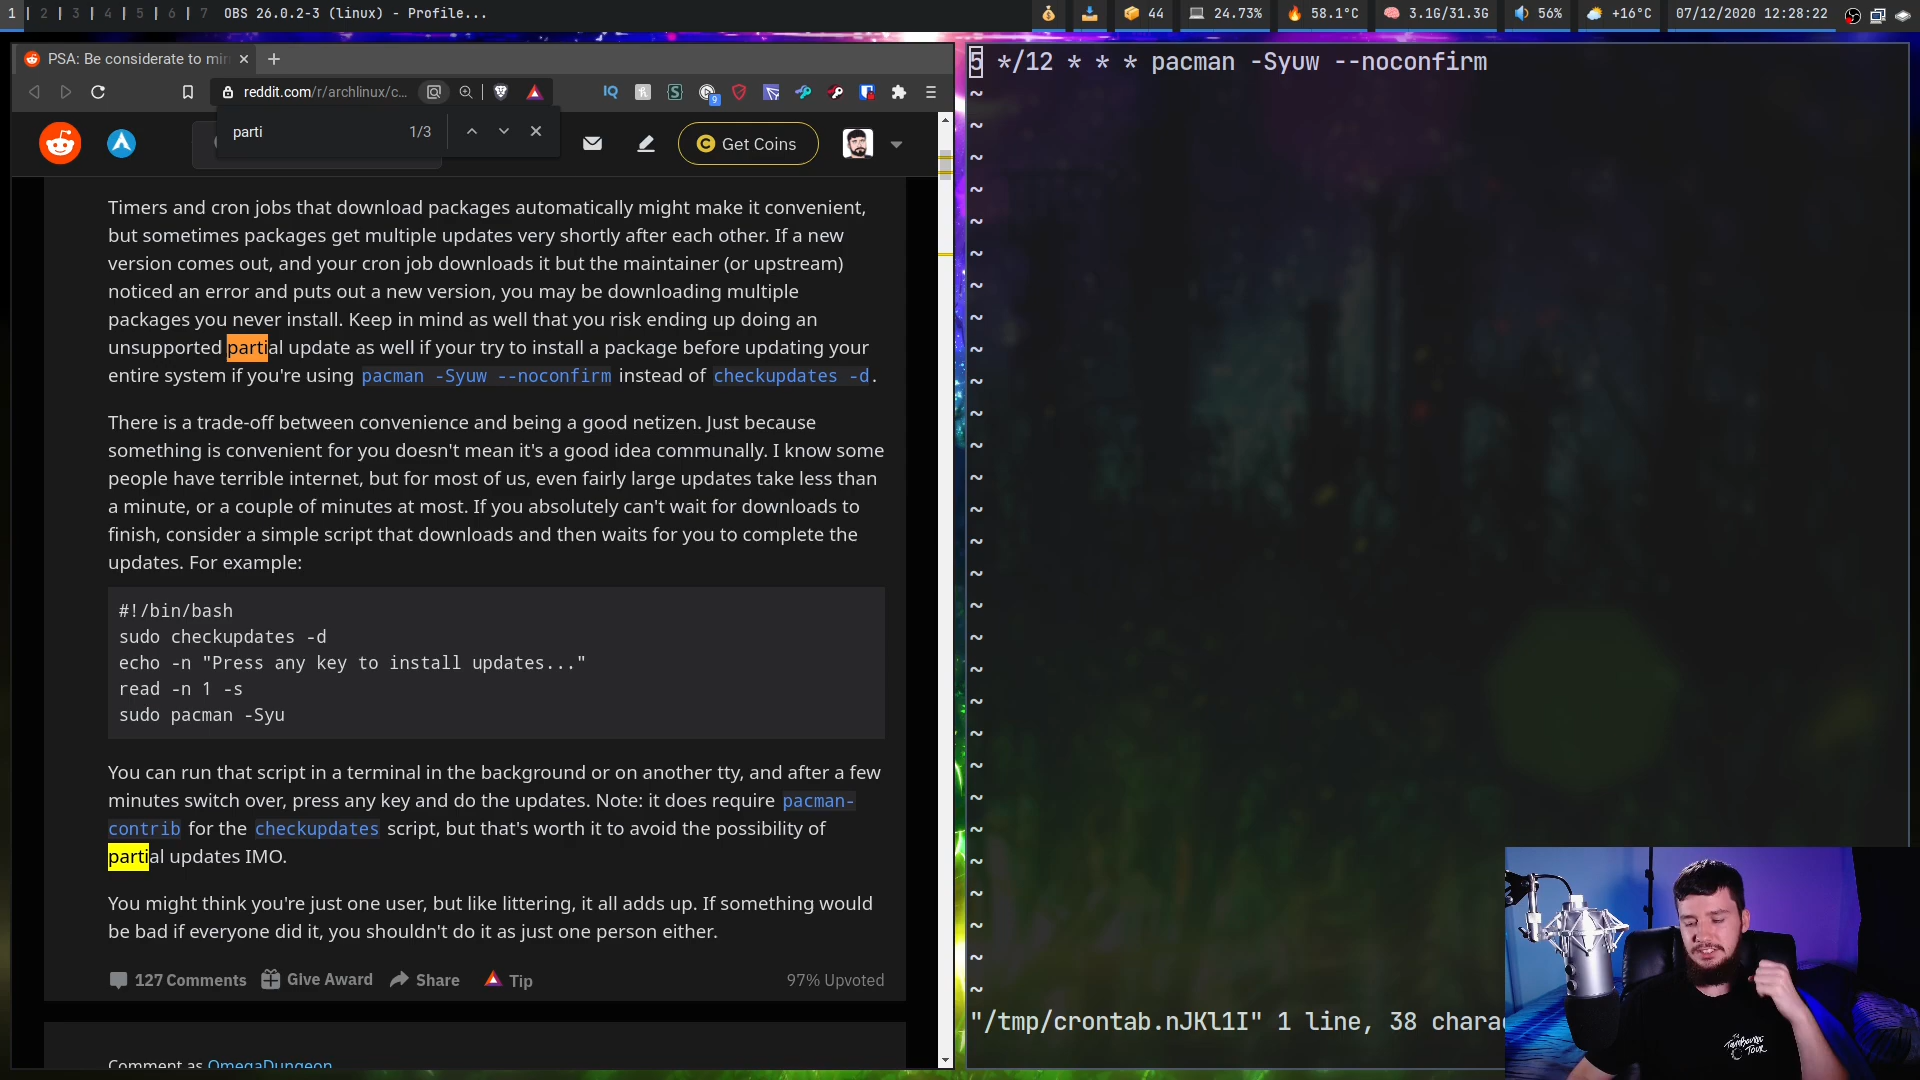 1 | 2 | 3 | 4 | 5 | 6 | 7 OBS 26.0.2-3 (linux) - Profile...
44 24.73% 58.1°C 3.1G/31.3G 56% +16°C 07/12/2020 12:28:22
PSA: Be considerate to mir
reddit.com/r/archlinux/c...
IQ
9
parti 1/3
Get Coins
Timers and cron jobs that download packages automatically might make it convenient,
but sometimes packages get multiple updates very shortly after each other. If a new
version comes out, and your cron job downloads it but the maintainer (or upstream)
noticed an error and puts out a new version, you may be downloading multiple
packages you never install. Keep in mind as well that you risk ending up doing an
unsupported partial update as well if your try to install a package before updating your
entire system if you're using pacman -Syuw --noconfirm instead of checkupdates -d.
There is a trade-off between convenience and being a good netizen. Just because
something is convenient for you doesn't mean it's a good idea communally. I know some
people have terrible internet, but for most of us, even fairly large updates take less than
a minute, or a couple of minutes at most. If you absolutely can't wait for downloads to
finish, consider a simple script that downloads and then waits for you to complete the
updates. For example:
#!/bin/bash
sudo checkupdates -d
echo -n "Press any key to install updates..."
read -n 1 -s
sudo pacman -Syu
You can run that script in a terminal in the background or on another tty, and after a few
minutes switch over, press any key and do the updates. Note: it does require pacman-
contrib for the checkupdates script, but that's worth it to avoid the possibility of
partial updates IMO.
You might think you're just one user, but like littering, it all adds up. If something would
be bad if everyone did it, you shouldn't do it as just one person either.
127 Comments Give Award Share Tip 97% Upvoted
Comment as OmegaDungeon
5 */12 * * * pacman -Syuw --noconfirm
"/tmp/crontab.nJKl1I" 1 line, 38 chara